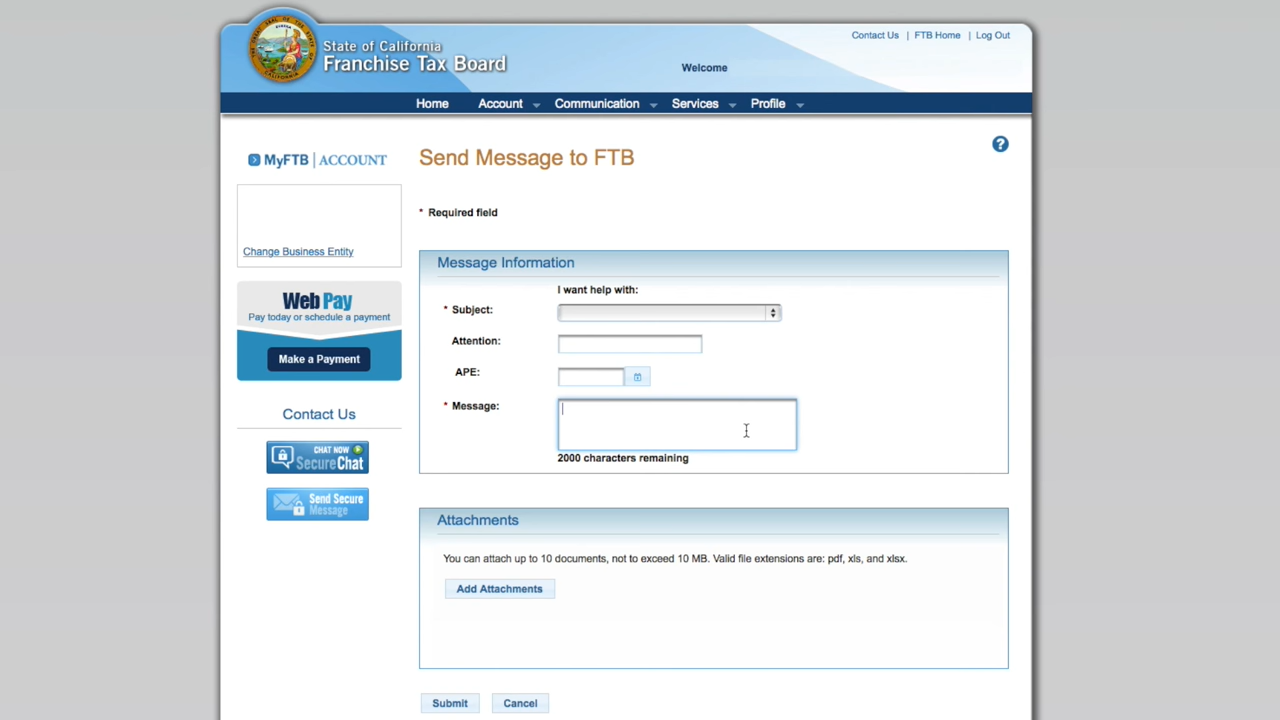 State of California
Franchise Tax Board
Contact Us | FTB Home | Log Out
Welcome
Home Account Communication Services Profile
MyFTB | ACCOUNT
Change Business Entity
Web Pay
Pay today or schedule a payment
Make a Payment
Contact Us
CHAT NOW
SecureChat
Send Secure
Message
Send Message to FTB
?
* Required field
Message Information
I want help with:
* Subject:
Attention:
APE:
* Message:
2000 characters remaining
Attachments
You can attach up to 10 documents, not to exceed 10 MB. Valid file extensions are: pdf, xls, and xlsx.
Add Attachments
Submit Cancel